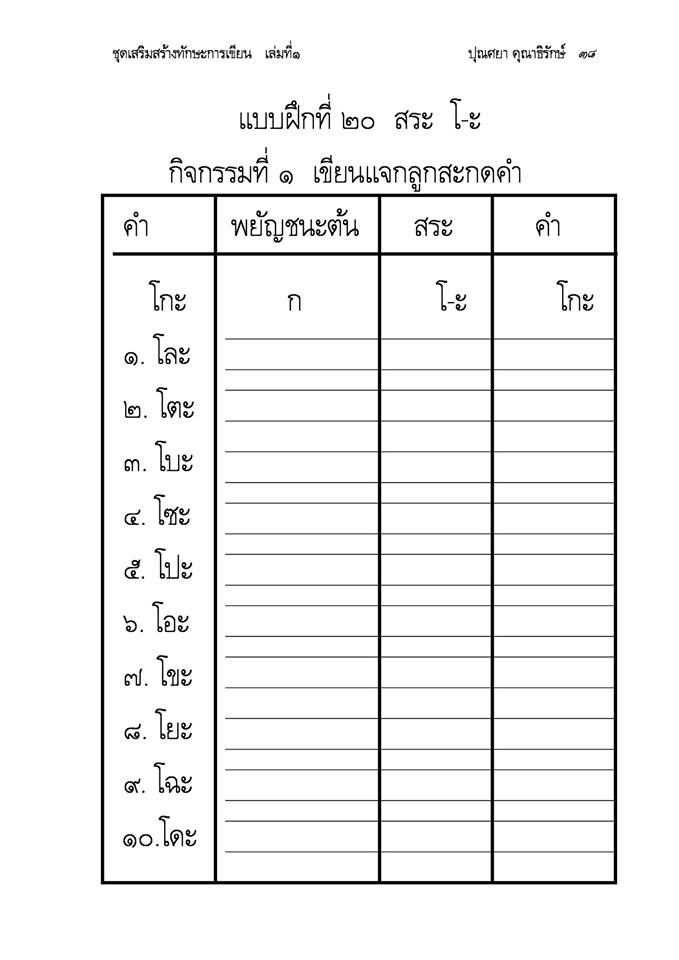 ชุดเสริมสร้างทักษะการเขียน เล่มที่๑ ปุณศยา คุณาธิรักษ์ ๓๘
แบบฝึกที่ ๒๐ สระ โ-ะ
กิจกรรมที่ ๑ เขียนแจกลูกสะกดคำ
คำ พยัญชนะต้น สระ คำ
โกะ ก โ-ะ โกะ
๑. โละ
๒. โตะ
๓. โบะ
๔. โซะ
๕. โปะ
๖. โอะ
๗. โขะ
๘. โยะ
๙. โฉะ
๑๐.โดะ